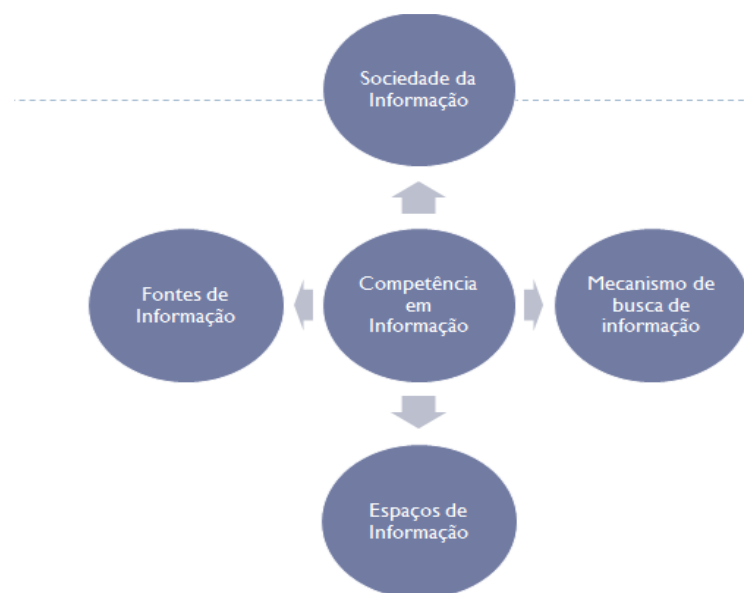 Sociedade da
Informação
Fontes de
Informação
Competência
em
Informação
Mecanismo de
busca de
informação
Espaços de
Informação